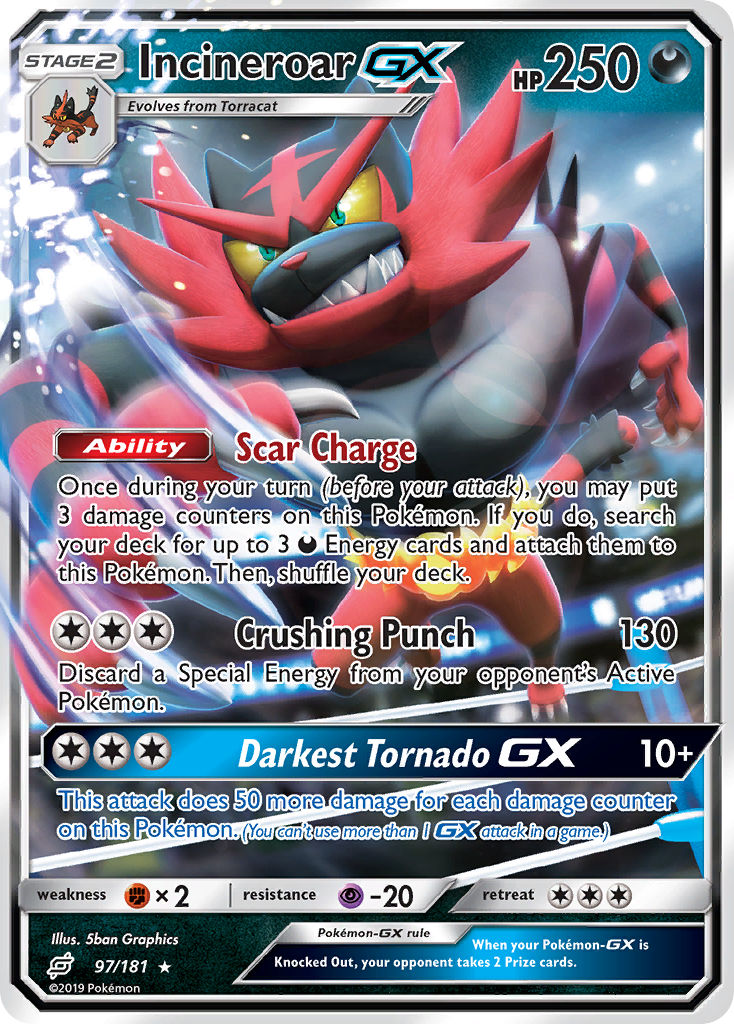 STAGE 2 Incineroar GX HP 250
Evolves from Torracat
Ability Scar Charge
Once during your turn (before your attack), you may put
3 damage counters on this Pokémon. If you do, search
your deck for up to 3 Energy cards and attach them to
this Pokémon. Then, shuffle your deck.
Crushing Punch 130
Discard a Special Energy from your opponent's Active
Pokémon.
Darkest Tornado GX 10+
This attack does 50 more damage for each damage counter
on this Pokémon. (You can't use more than 1 GX attack in a game.)
weakness × 2 resistance -20 retreat
Illus. 5ban Graphics
97/181
©2019 Pokémon
Pokémon-GX rule
When your Pokémon-GX is
Knocked Out, your opponent takes 2 Prize cards.